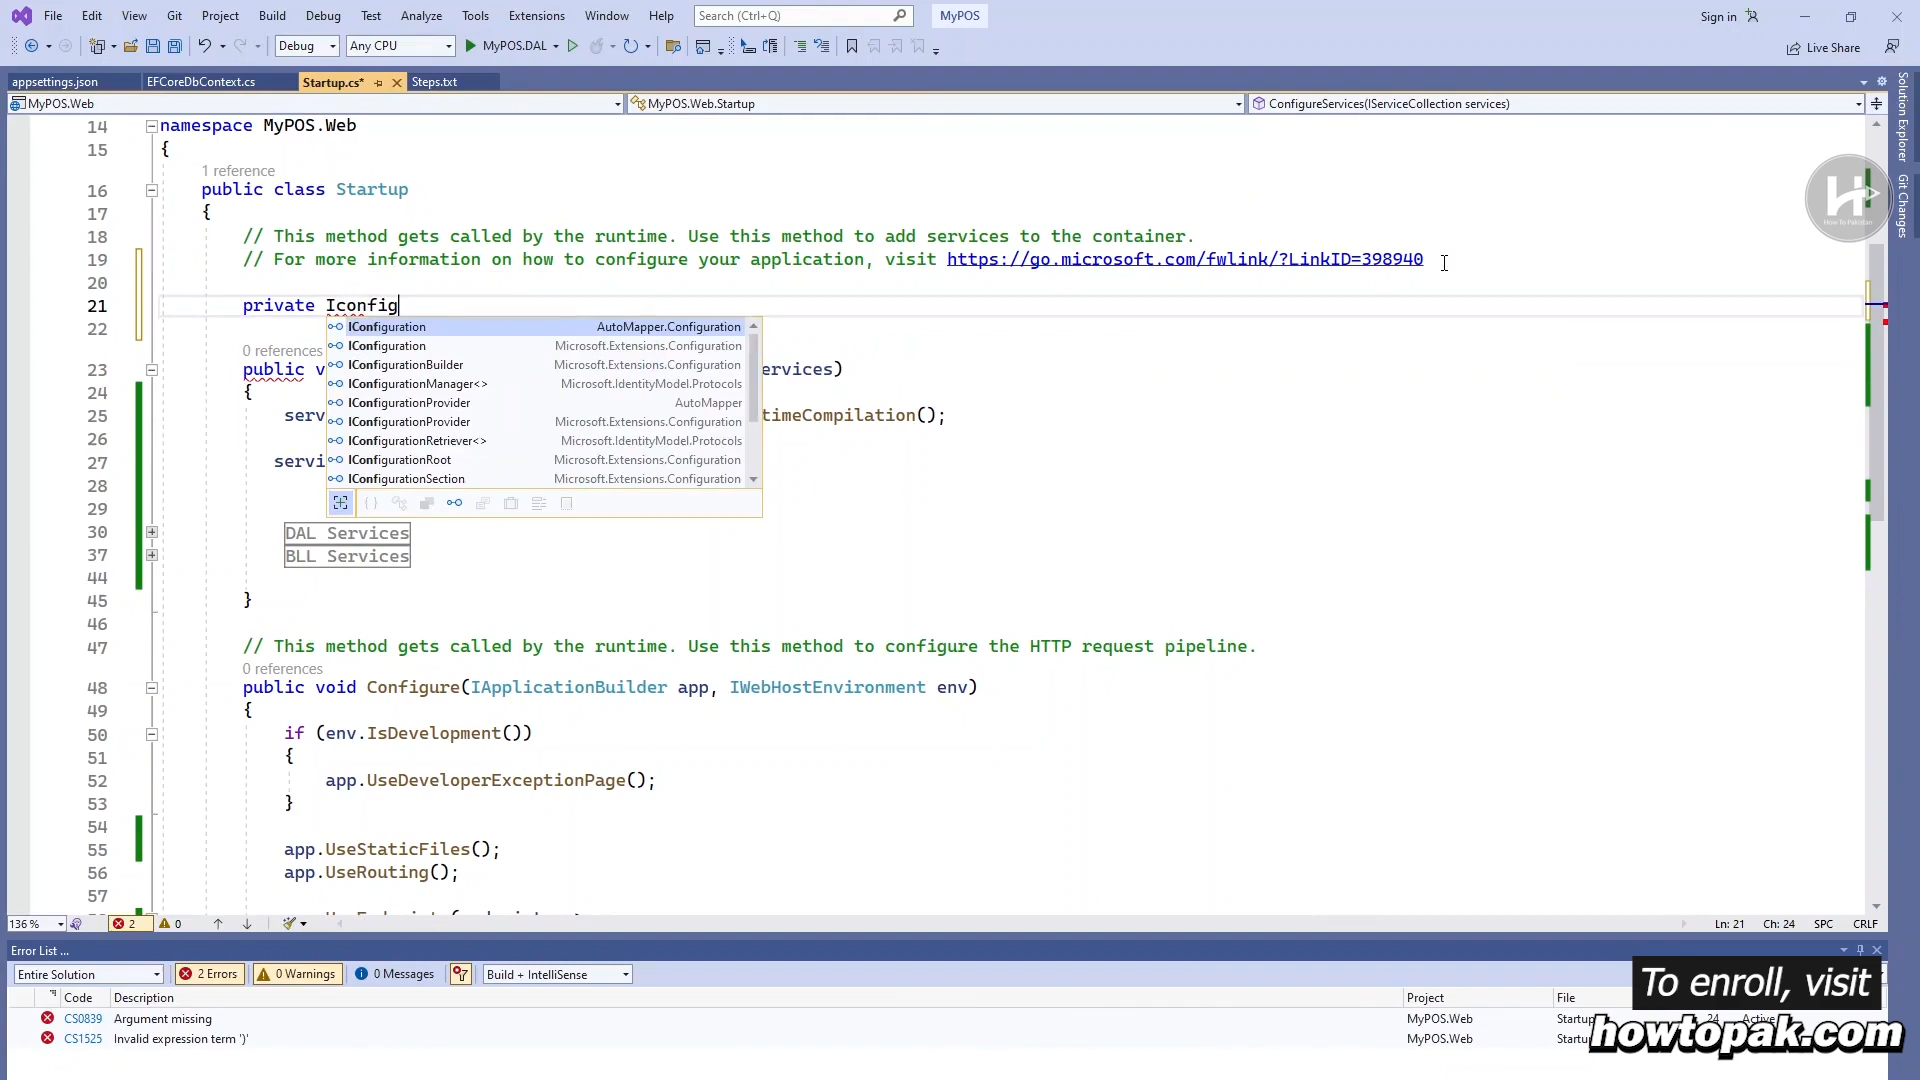 File Edit View Git Project Build Debug Test Analyze Tools Extensions Window Help Search (Ctrl+Q) MyPOS Sign in
Debug Any CPU MyPOS.DAL Live Share
appsettings.json EFCoreDbContext.cs Startup.cs* Steps.txt
MyPOS.Web MyPOS.Web.Startup ConfigureServices(IServiceCollection services)
Solution Explorer
Git Changes
14 namespace MyPOS.Web
15 {
1 reference
16 public class Startup
17 {
18 // This method gets called by the runtime. Use this method to add services to the container.
19 // For more information on how to configure your application, visit https://go.microsoft.com/fwlink/?LinkID=398940
20
21 private Iconfig
22
IConfiguration AutoMapper.Configuration
IConfiguration Microsoft.Extensions.Configuration
IConfigurationBuilder Microsoft.Extensions.Configuration
IConfigurationManager<> Microsoft.IdentityModel.Protocols
IConfigurationProvider AutoMapper
IConfigurationProvider Microsoft.Extensions.Configuration
IConfigurationRetriever<> Microsoft.IdentityModel.Protocols
IConfigurationRoot Microsoft.Extensions.Configuration
IConfigurationSection Microsoft.Extensions.Configuration
0 references
23 public v ervices)
24 {
25 serv timeCompilation();
26
27 servi
28
29
30 DAL Services
37 BLL Services
44
45 }
46
47 // This method gets called by the runtime. Use this method to configure the HTTP request pipeline.
0 references
48 public void Configure(IApplicationBuilder app, IWebHostEnvironment env)
49 {
50 if (env.IsDevelopment())
51 {
52 app.UseDeveloperExceptionPage();
53 }
54
55 app.UseStaticFiles();
56 app.UseRouting();
57
136 % 2 0 Ln: 21 Ch: 24 SPC CRLF
Error List ...
Entire Solution 2 Errors 0 Warnings 0 Messages Build + IntelliSense
Code Description Project File
CS0839 Argument missing MyPOS.Web Startup 24 Active
CS1525 Invalid expression term ')' MyPOS.Web Startu
To enroll, visit
howtopak.com
How To Pakistan